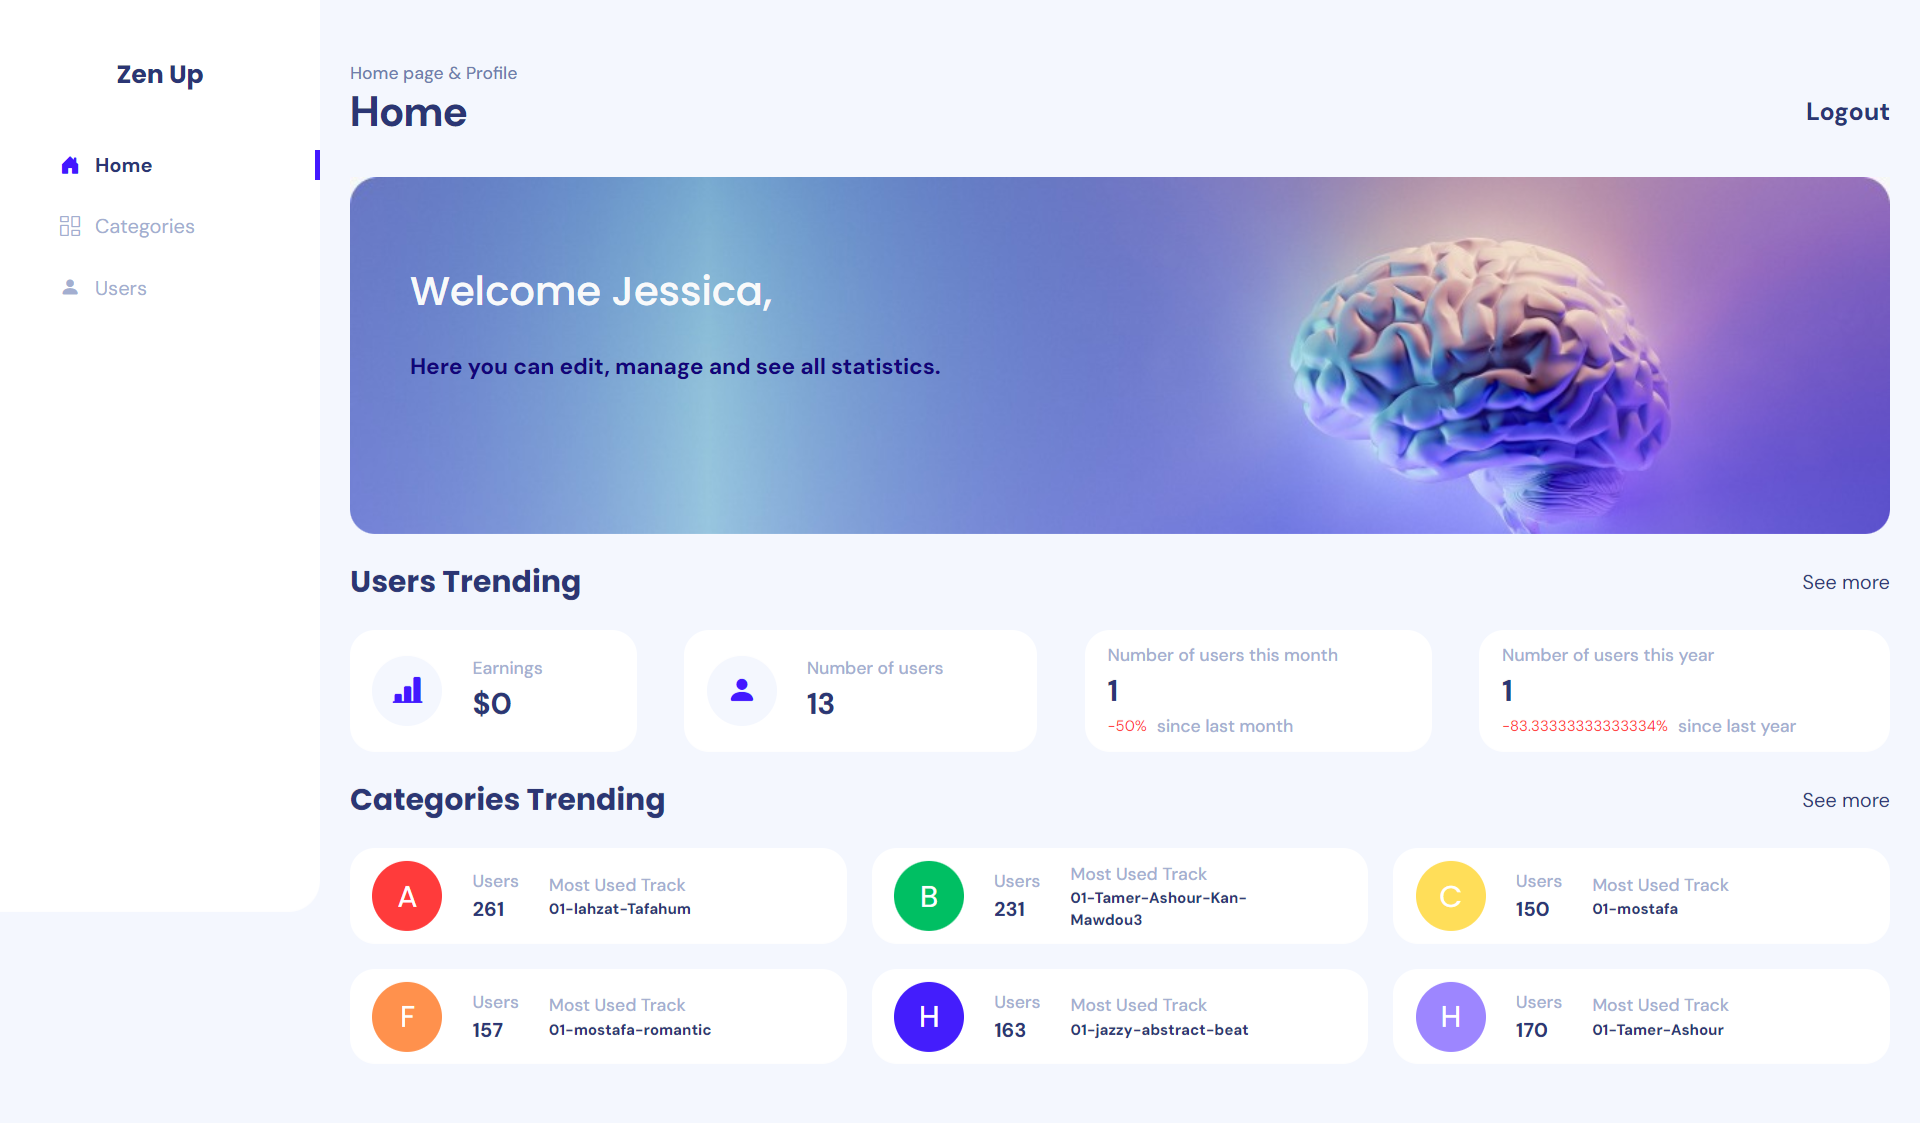 Zen Up
Home
Categories
Users
Home page & Profile
Home
Logout
Welcome Jessica,
Here you can edit, manage and see all statistics.
Users Trending
See more
Earnings
$0
Number of users
13
Number of users this month
1
-50% since last month
Number of users this year
1
-83.33333333333334% since last year
Categories Trending
See more
A
Users
261
Most Used Track
01-lahzat-Tafahum
B
Users
231
Most Used Track
01-Tamer-Ashour-Kan-
Mawdou3
C
Users
150
Most Used Track
01-mostafa
F
Users
157
Most Used Track
01-mostafa-romantic
H
Users
163
Most Used Track
01-jazzy-abstract-beat
H
Users
170
Most Used Track
01-Tamer-Ashour